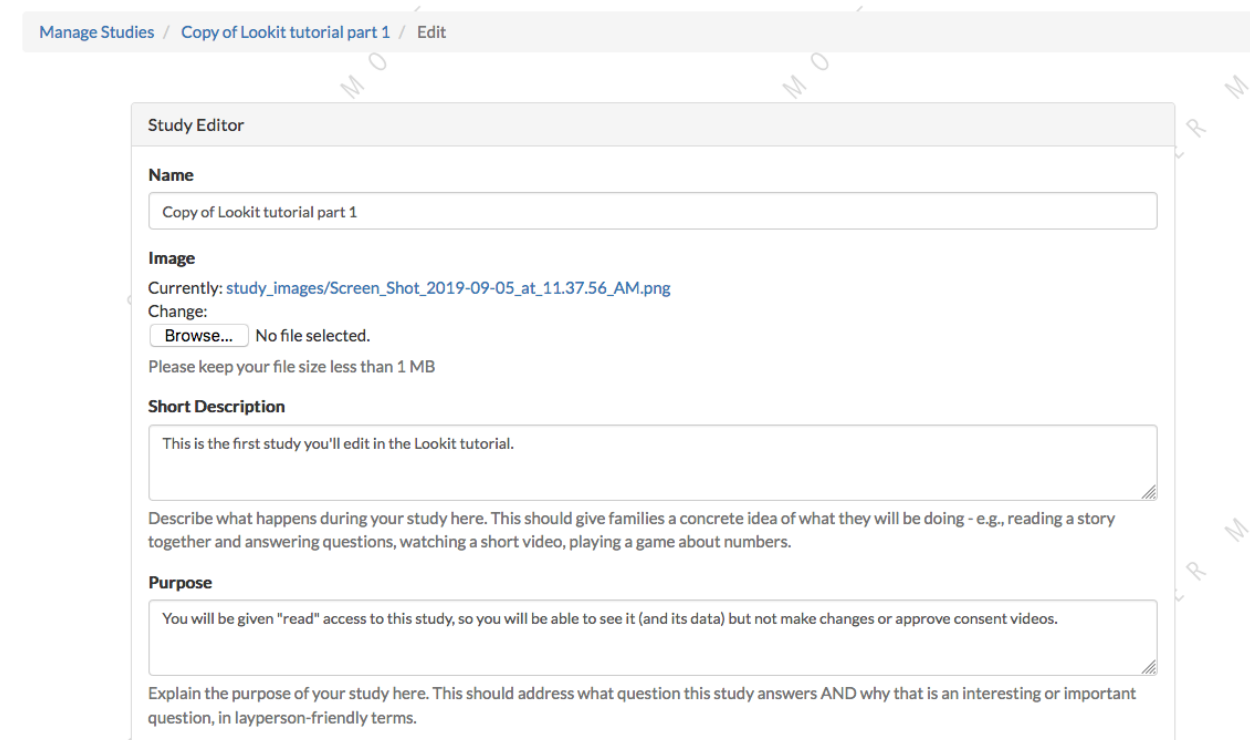 Manage Studies / Copy of Lookit tutorial part 1 / Edit
M O
M O
M
E R
Study Editor
Name
Copy of Lookit tutorial part 1
Image
Currently: study_images/Screen_Shot_2019-09-05_at_11.37.56_AM.png
Change:
Browse... No file selected.
Please keep your file size less than 1 MB
Short Description
This is the first study you'll edit in the Lookit tutorial.
Describe what happens during your study here. This should give families a concrete idea of what they will be doing - e.g., reading a story
together and answering questions, watching a short video, playing a game about numbers.
M
E R
Purpose
You will be given "read" access to this study, so you will be able to see it (and its data) but not make changes or approve consent videos.
Explain the purpose of your study here. This should address what question this study answers AND why that is an interesting or important
question, in layperson-friendly terms.